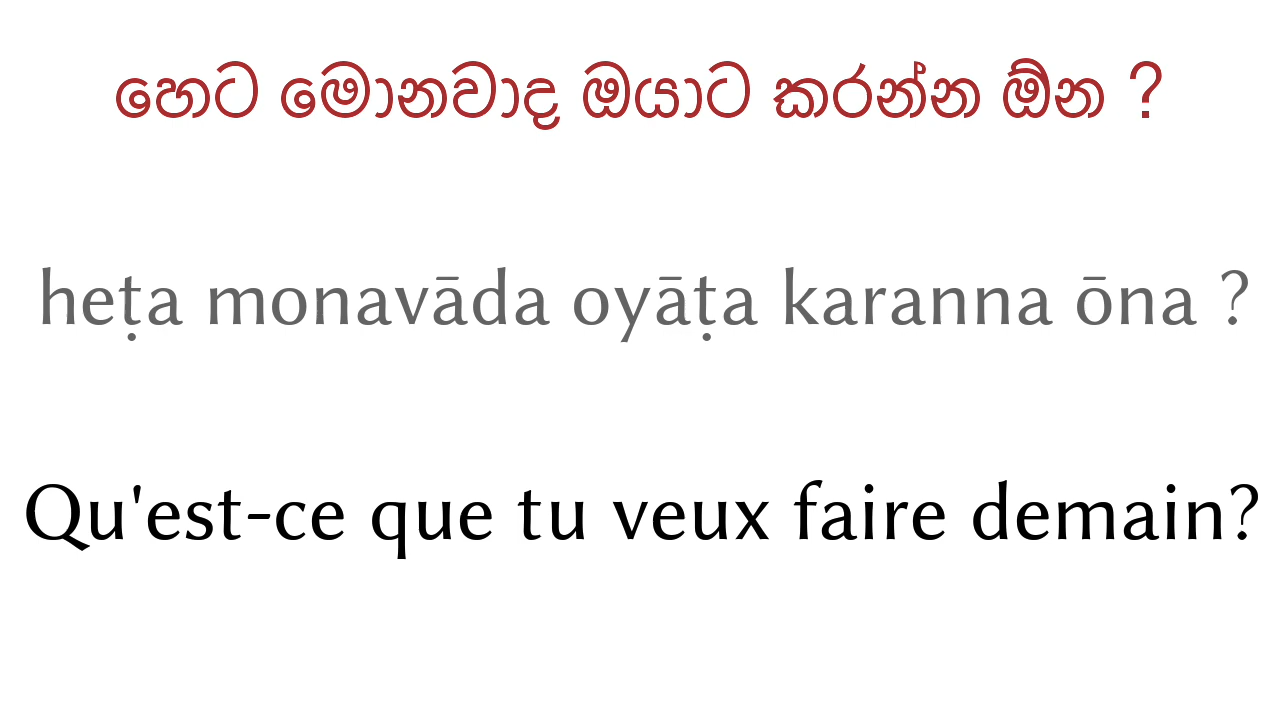 හෙට මොනවාද ඔයාට කරන්න ඕන ?
heṭa monavāda oyāṭa karanna ōna ?
Qu'est-ce que tu veux faire demain?